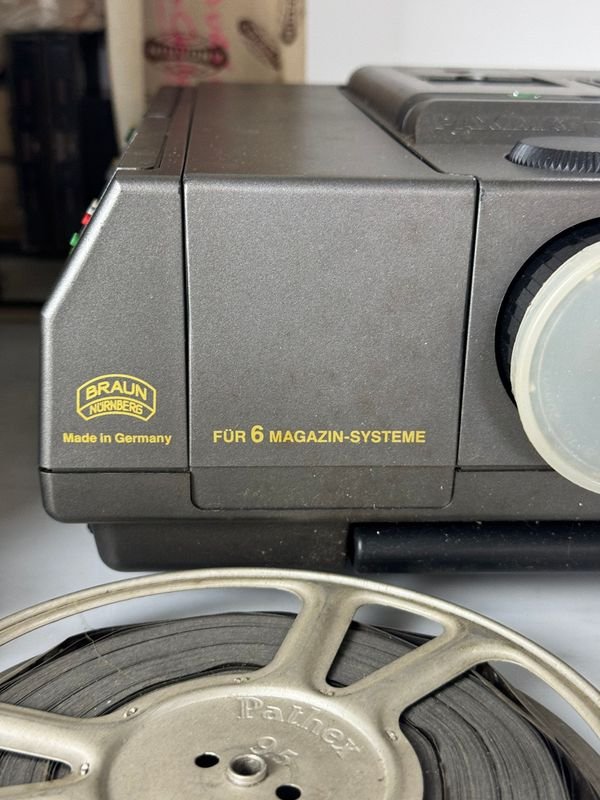 BRAUN
NÜRNBERG
Made in Germany
FÜR 6 MAGAZIN-SYSTEME
Pathex
95